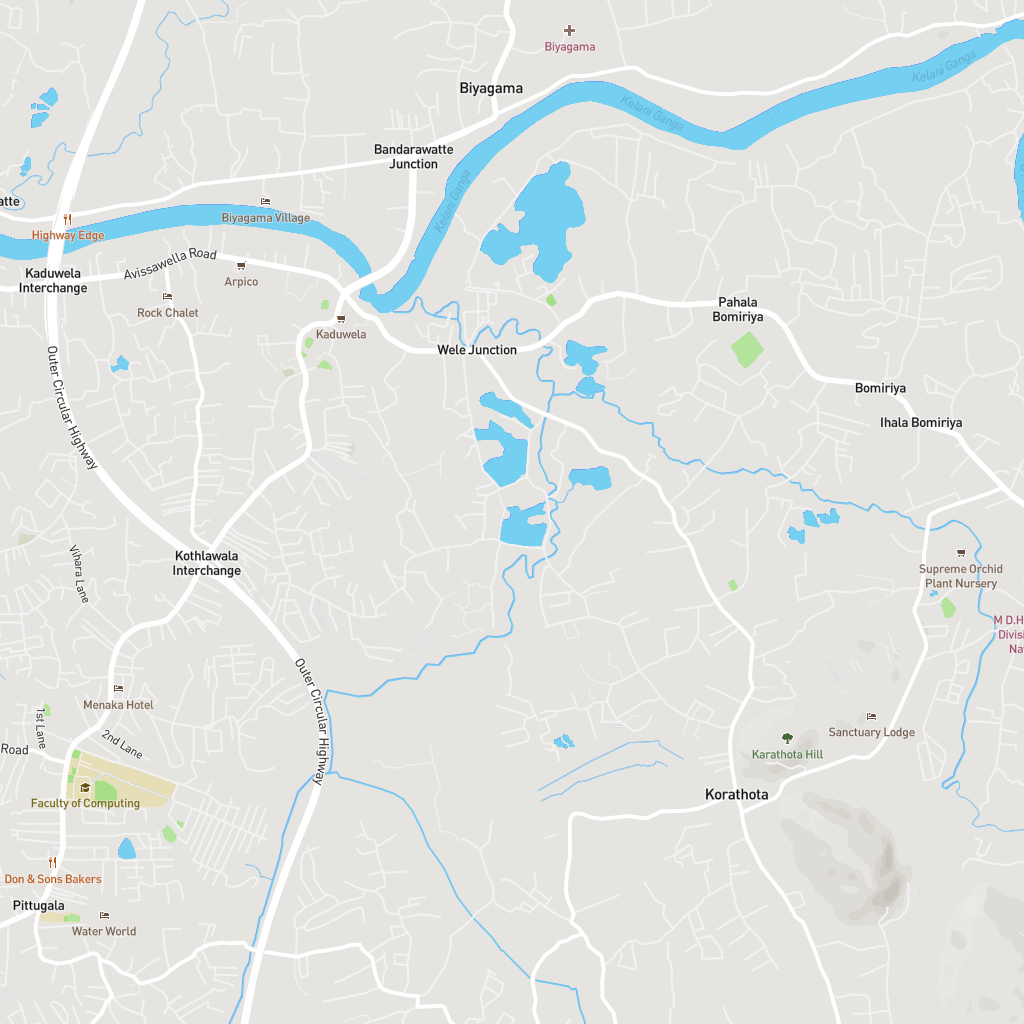 Biyagama
Kelani Ganga
Biyagama
Kelani Ganga
Bandarawatte
Junction
Kelani Ganga
atte
Biyagama Village
Highway Edge
Avissawella Road
Kaduwela
Interchange
Arpico
Rock Chalet
Pahala
Bomiriya
Kaduwela
Wele Junction
Bomiriya
Outer Circular Highway
Ihala Bomiriya
Kothlawala
Interchange
Vihara Lane
Supreme Orchid
Plant Nursery
M D.H
Divisi
Na
Outer Circular Highway
Menaka Hotel
1st Lane
2nd Lane
Sanctuary Lodge
Road
Karathota Hill
Korathota
Faculty of Computing
Don & Sons Bakers
Pittugala
Water World